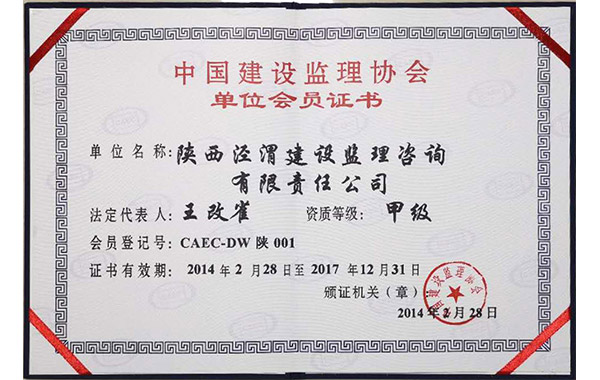 中国建设监理协会
单位会员证书
单位名称：陕西泾渭建设监理咨询
有限责任公司
法定代表人：王改雀 资质等级：甲级
会员登记号：CAEC-DW 陕 001
证书有效期：2014 年 2 月 28 日至 2017 年 12 月 31 日
颁证机关（章）：
2014 年 2 月 28 日